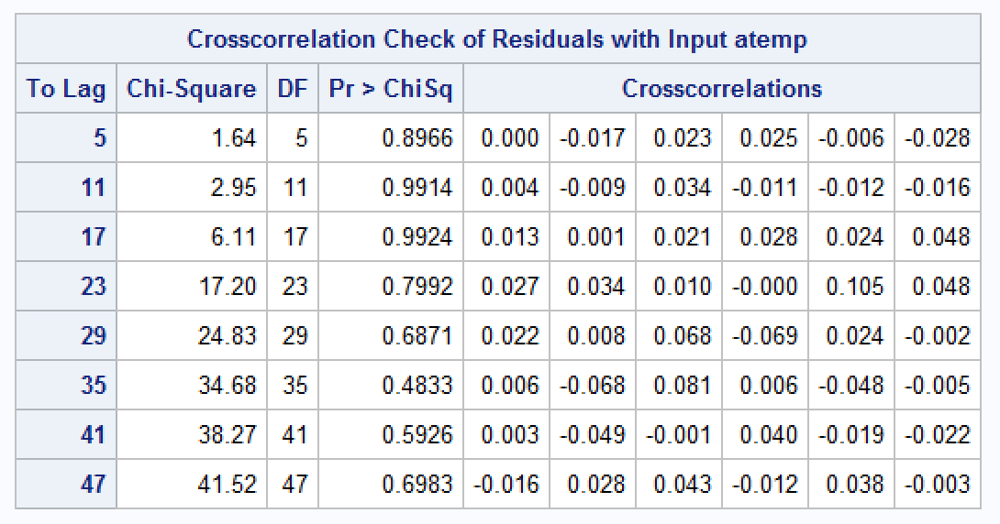 Crosscorrelation Check of Residuals with Input atemp
To Lag Chi-Square DF Pr > ChiSq Crosscorrelations
5 1.64 5 0.8966 0.000 -0.017 0.023 0.025 -0.006 -0.028
11 2.95 11 0.9914 0.004 -0.009 0.034 -0.011 -0.012 -0.016
17 6.11 17 0.9924 0.013 0.001 0.021 0.028 0.024 0.048
23 17.20 23 0.7992 0.027 0.034 0.010 -0.000 0.105 0.048
29 24.83 29 0.6871 0.022 0.008 0.068 -0.069 0.024 -0.002
35 34.68 35 0.4833 0.006 -0.068 0.081 0.006 -0.048 -0.005
41 38.27 41 0.5926 0.003 -0.049 -0.001 0.040 -0.019 -0.022
47 41.52 47 0.6983 -0.016 0.028 0.043 -0.012 0.038 -0.003